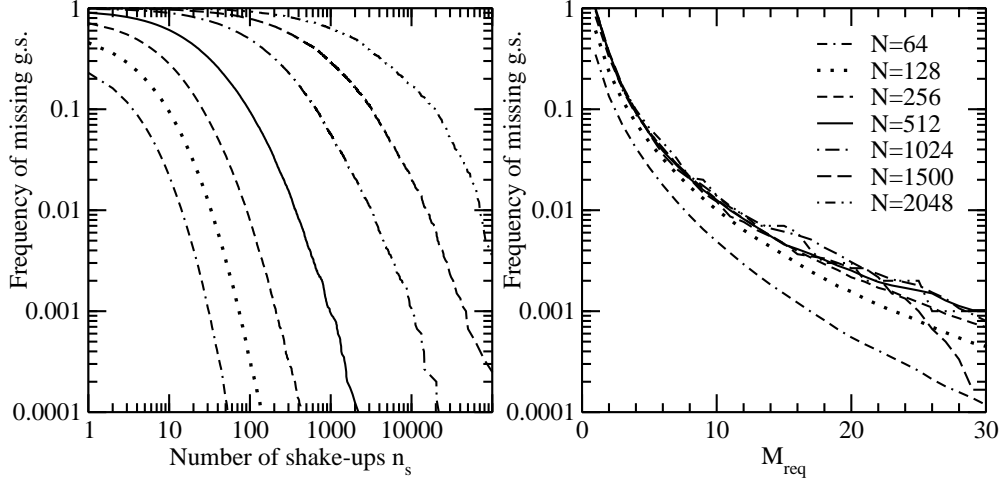 Frequency of missing g.s.
1
0.1
0.01
0.001
0.0001
1 10 100 1000 10000
Number of shake-ups n_s
Frequency of missing g.s.
1
0.1
0.01
0.001
0.0001
0 10 20 30
M_req
N=64
N=128
N=256
N=512
N=1024
N=1500
N=2048